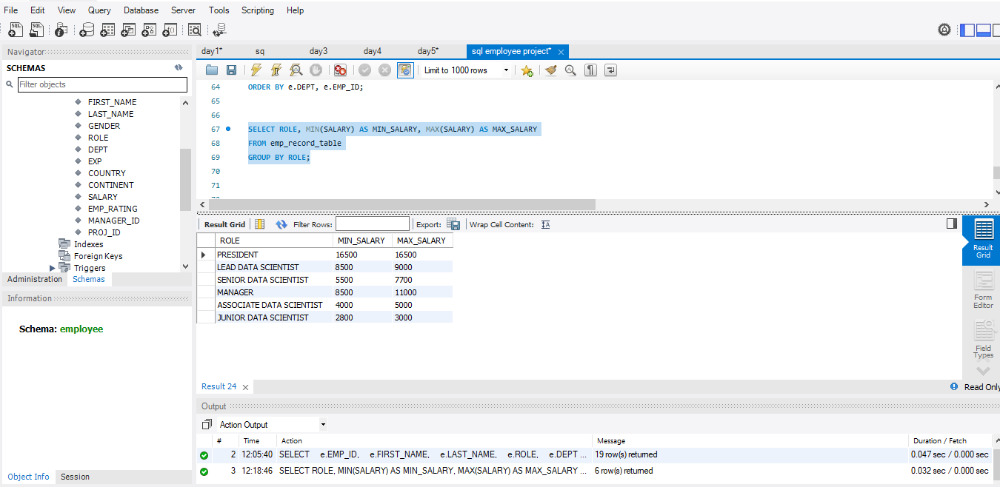 File Edit View Query Database Server Tools Scripting Help
Navigator
SCHEMAS
Filter objects
FIRST_NAME
LAST_NAME
GENDER
ROLE
DEPT
EXP
COUNTRY
CONTINENT
SALARY
EMP_RATING
MANAGER_ID
PROJ_ID
Indexes
Foreign Keys
Triggers
Administration Schemas
Information
Schema: employee
Object Info Session
day1* sq day3 day4 day5* sql employee project*
Limit to 1000 rows
64 ORDER BY e.DEPT, e.EMP_ID;
65
66
67 SELECT ROLE, MIN(SALARY) AS MIN_SALARY, MAX(SALARY) AS MAX_SALARY
68 FROM emp_record_table
69 GROUP BY ROLE;
70
71
Result Grid Filter Rows: Export: Wrap Cell Content:
ROLE MIN_SALARY MAX_SALARY
PRESIDENT 16500 16500
LEAD DATA SCIENTIST 8500 9000
SENIOR DATA SCIENTIST 5500 7700
MANAGER 8500 11000
ASSOCIATE DATA SCIENTIST 4000 5000
JUNIOR DATA SCIENTIST 2800 3000
Result
Grid
Form
Editor
Field
Types
Result 24
Read Only
Output
Action Output
# Time Action Message Duration / Fetch
2 12:05:40 SELECT e.EMP_ID, e.FIRST_NAME, e.LAST_NAME, e.ROLE, e.DEPT ... 19 row(s) returned 0.047 sec / 0.000 sec
3 12:18:46 SELECT ROLE, MIN(SALARY) AS MIN_SALARY, MAX(SALARY) AS MAX_SALARY ... 6 row(s) returned 0.032 sec / 0.000 sec